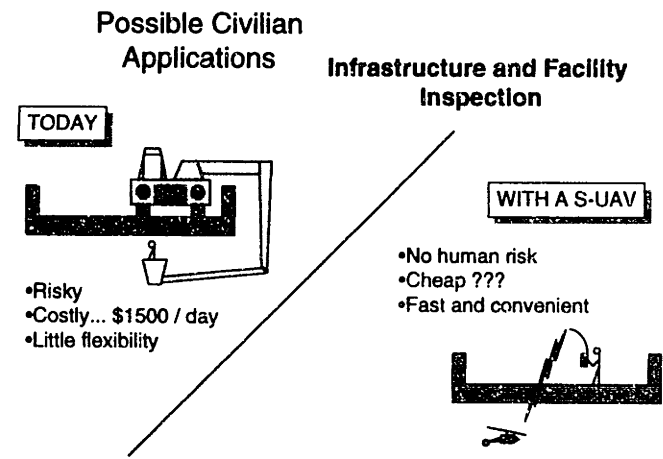 Possible Civilian
Applications
Infrastructure and Facility
Inspection
TODAY
•Risky
•Costly... $1500 / day
•Little flexibility
WITH A S-UAV
•No human risk
•Cheap ???
•Fast and convenient